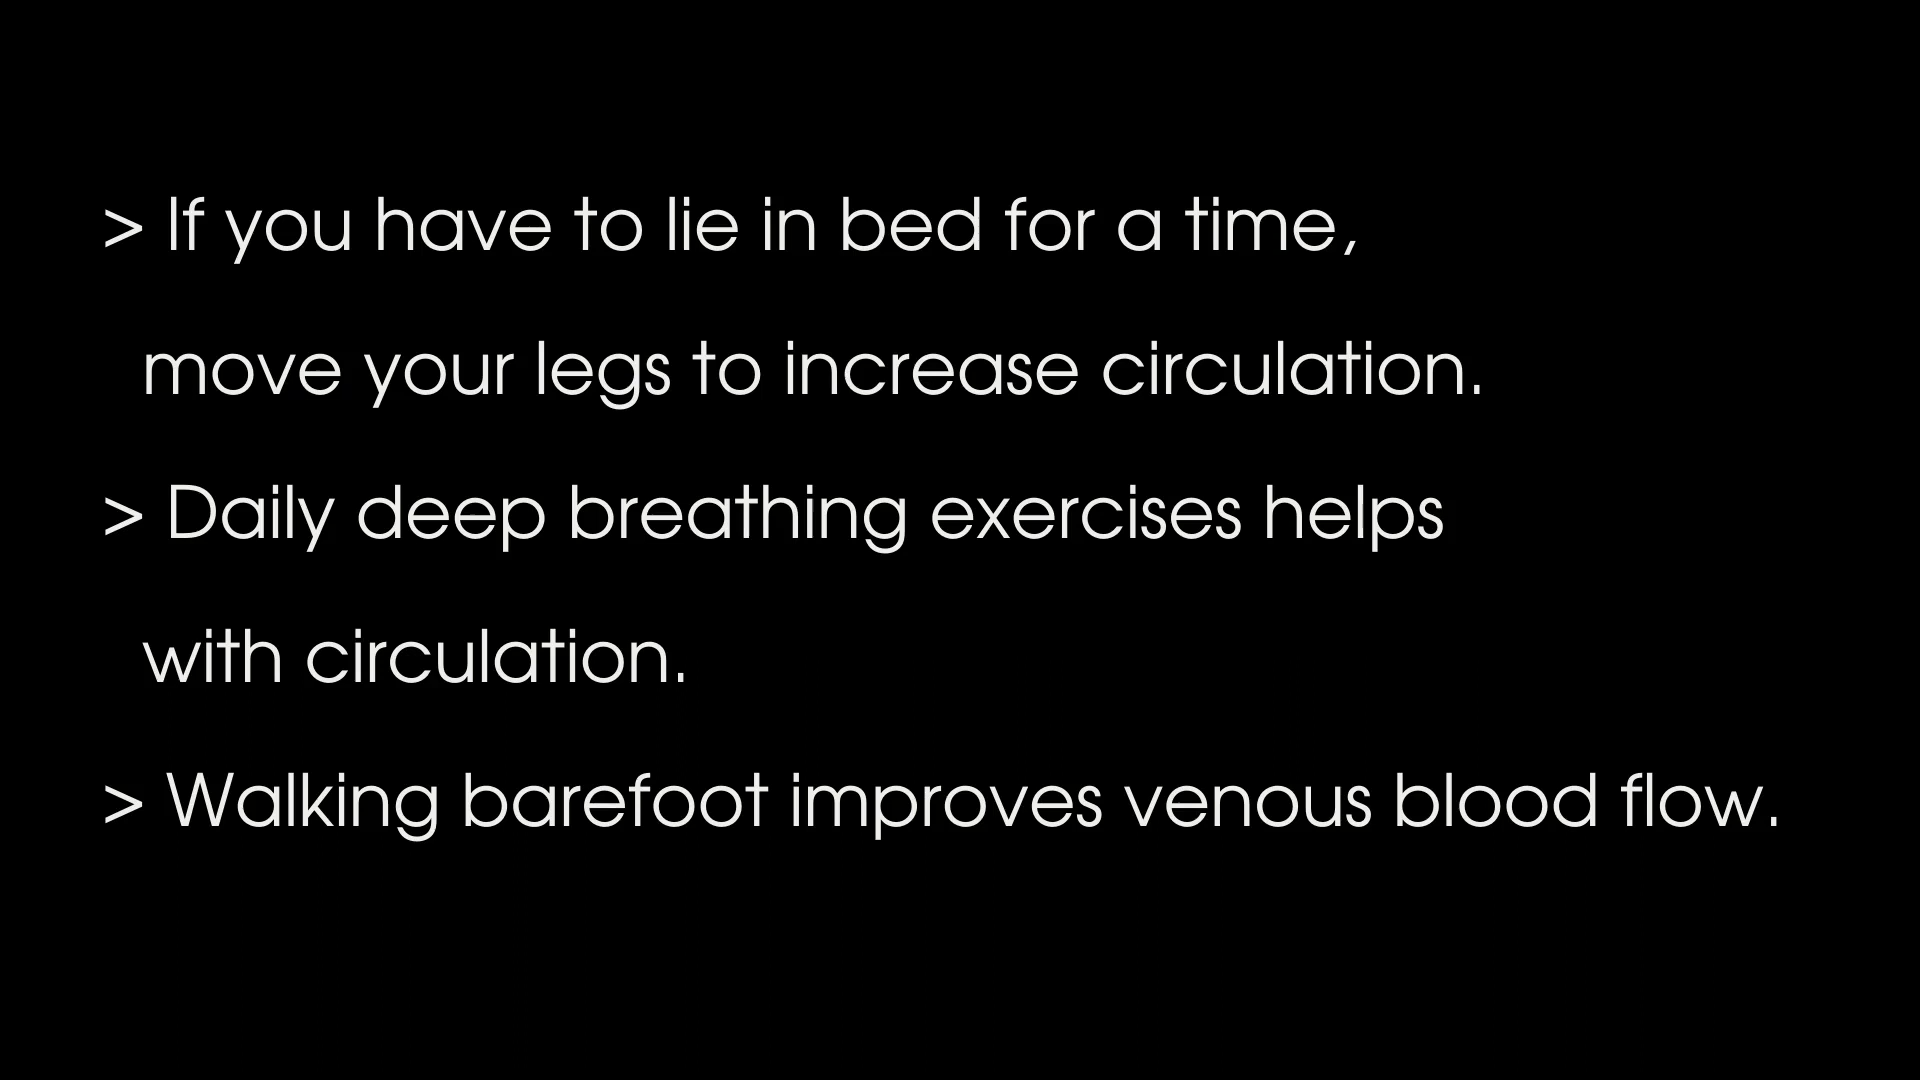 > If you have to lie in bed for a time,
move your legs to increase circulation.
> Daily deep breathing exercises helps
with circulation.
> Walking barefoot improves venous blood flow.